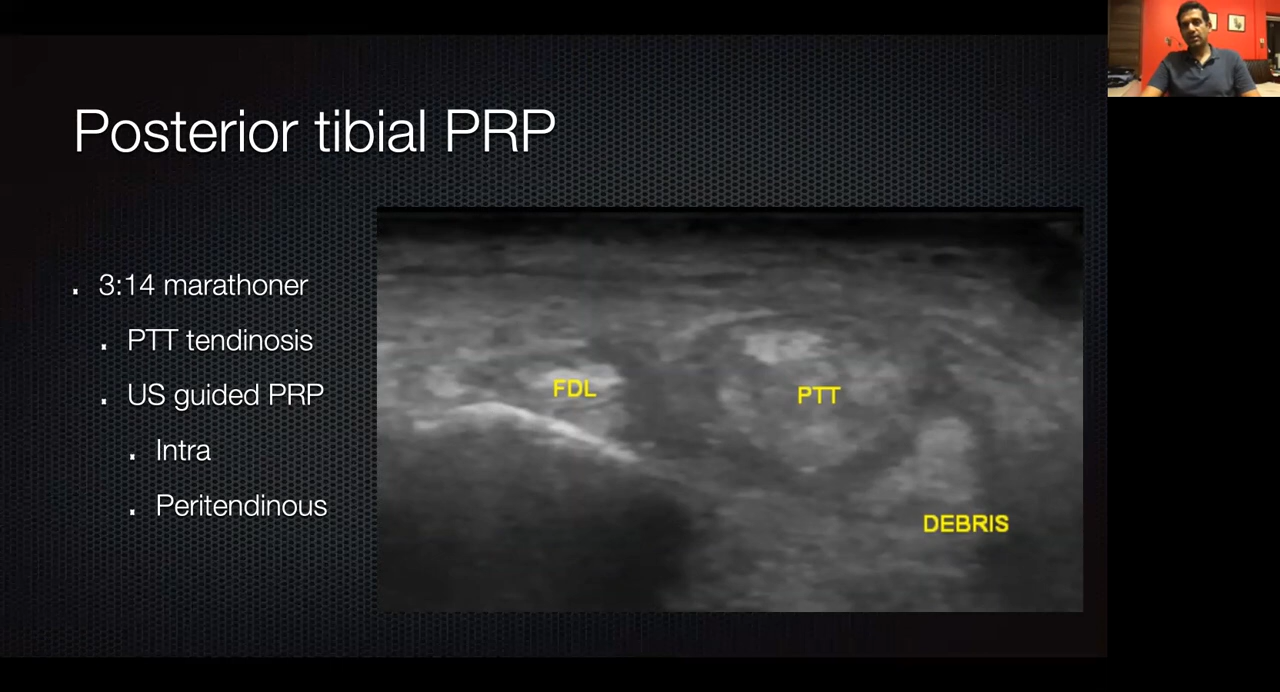 Posterior tibial PRP
. 3:14 marathoner
. PTT tendinosis
. US guided PRP
. Intra
. Peritendinous
FDL
PTT
DEBRIS